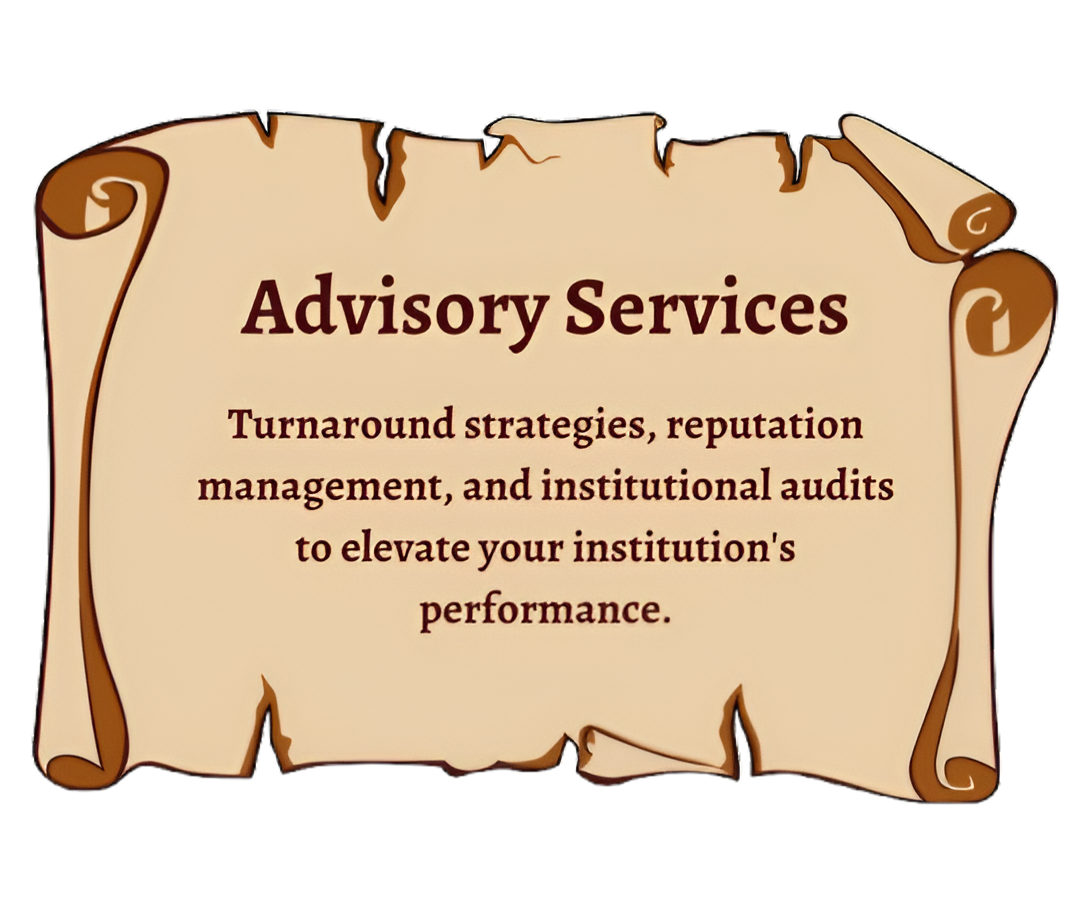 Advisory Services
Turnaround strategies, reputation
management, and institutional audits
to elevate your institution's
performance.